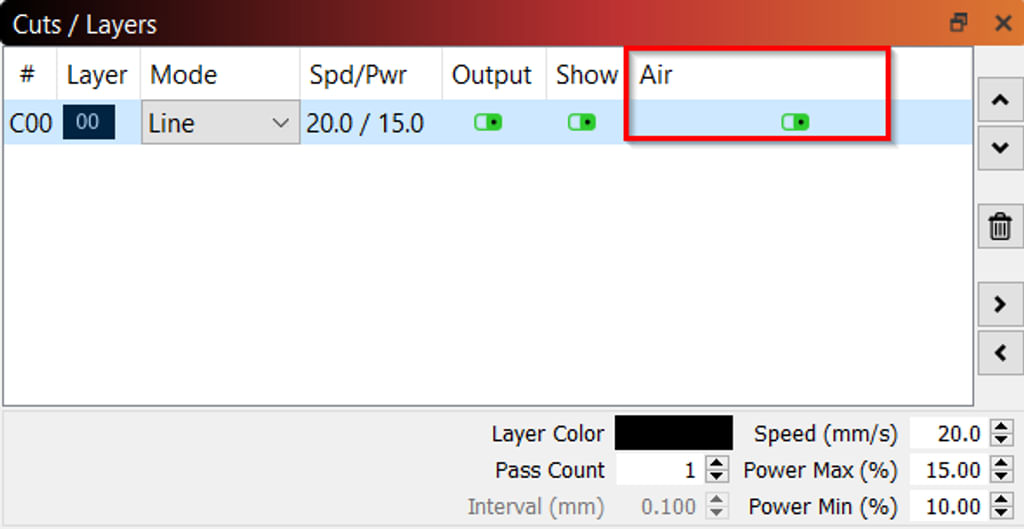 Cuts / Layers
# Layer Mode Spd/Pwr Output Show Air
C00 00 Line 20.0 / 15.0
Layer Color Speed (mm/s) 20.0
Pass Count 1 Power Max (%) 15.00
Interval (mm) 0.100 Power Min (%) 10.00